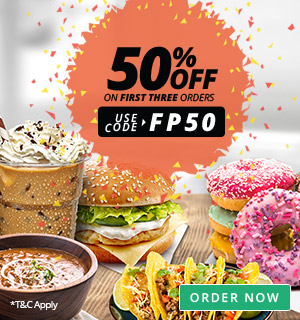 50% OFF
ON FIRST THREE ORDERS
USE CODE FP50
*T&C Apply
ORDER NOW